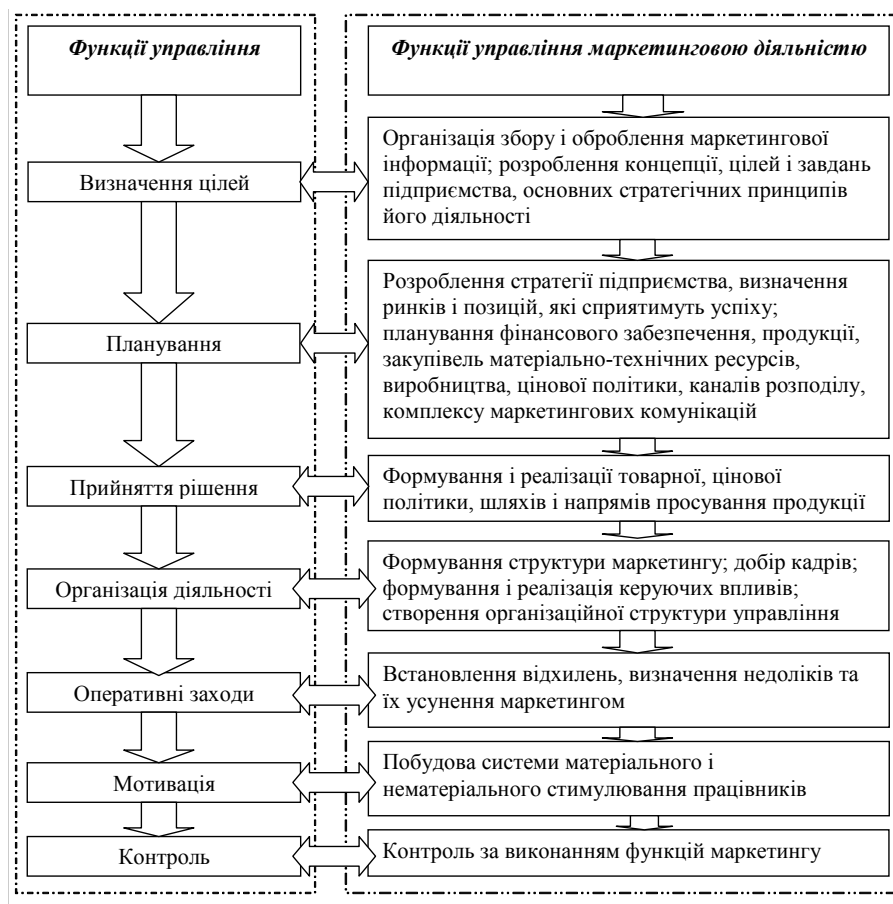 Функції управління
Функції управління маркетинговою діяльністю
Визначення цілей
Організація збору і оброблення маркетингової
інформації; розроблення концепції, цілей і завдань
підприємства, основних стратегічних принципів
його діяльності
Планування
Розроблення стратегії підприємства, визначення
ринків і позицій, які сприятимуть успіху;
планування фінансового забезпечення, продукції,
закупівель матеріально-технічних ресурсів,
виробництва, цінової політики, каналів розподілу,
комплексу маркетингових комунікацій
Прийняття рішення
Формування і реалізації товарної, цінової
політики, шляхів і напрямів просування продукції
Організація діяльності
Формування структури маркетингу; добір кадрів;
формування і реалізація керуючих впливів;
створення організаційної структури управління
Оперативні заходи
Встановлення відхилень, визначення недоліків та
їх усунення маркетингом
Мотивація
Побудова системи матеріального і
нематеріального стимулювання працівників
Контроль
Контроль за виконанням функцій маркетингу